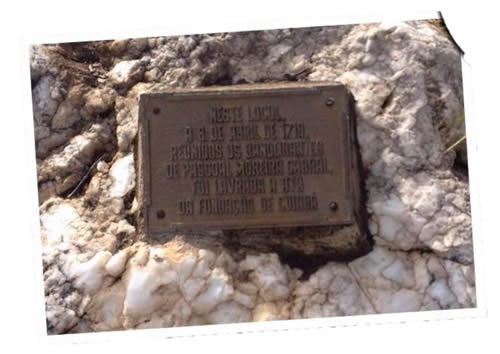 NESTE LOCAL,
A 8 DE ABRIL DE 1719,
REUNIDOS OS BANDEIRANTES
DE PASCOAL MOREIRA CABRAL,
FOI LAVRADA A ATA
DA FUNDAÇÃO DE CUIABÁ